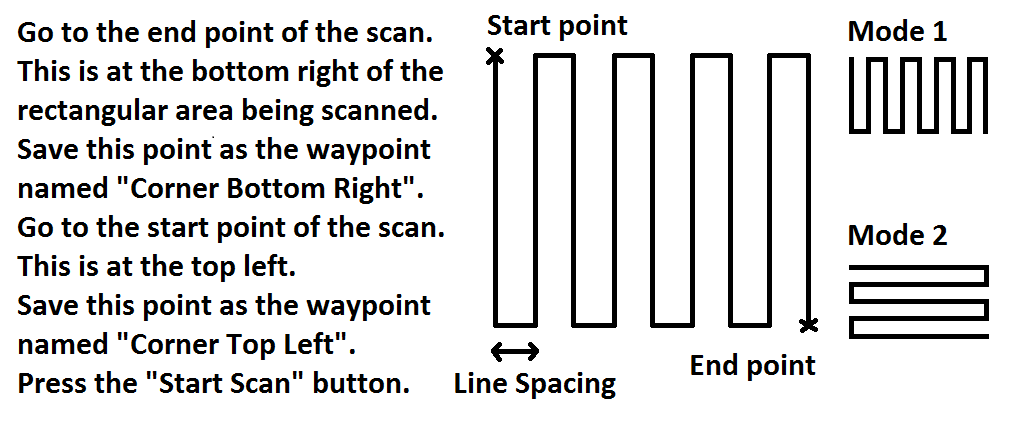 Go to the end point of the scan.
This is at the bottom right of the
rectangular area being scanned.
Save this point as the waypoint
named "Corner Bottom Right".
Go to the start point of the scan.
This is at the top left.
Save this point as the waypoint
named "Corner Top Left".
Press the "Start Scan" button.
Start point
End point
Line Spacing
Mode 1
Mode 2